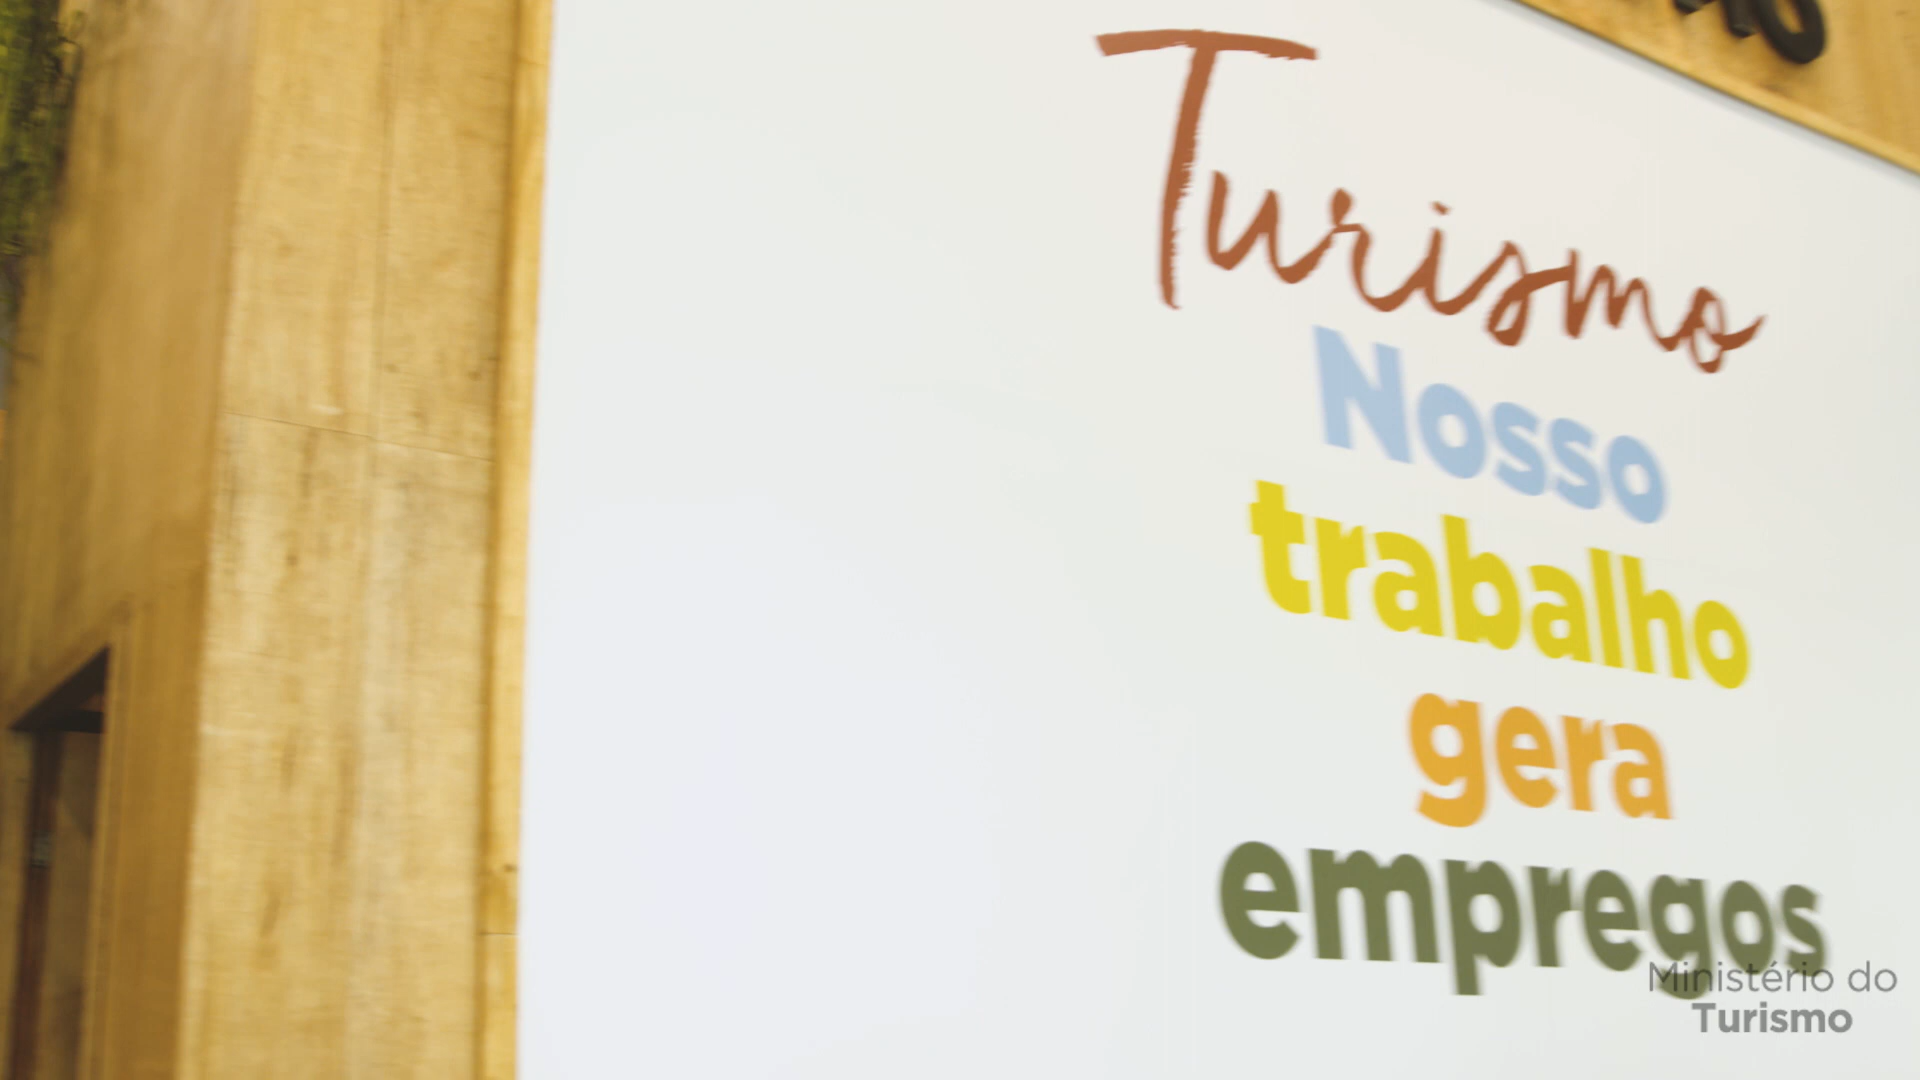 Turismo
Nosso
trabalho
gera
empregos
Ministério do
Turismo